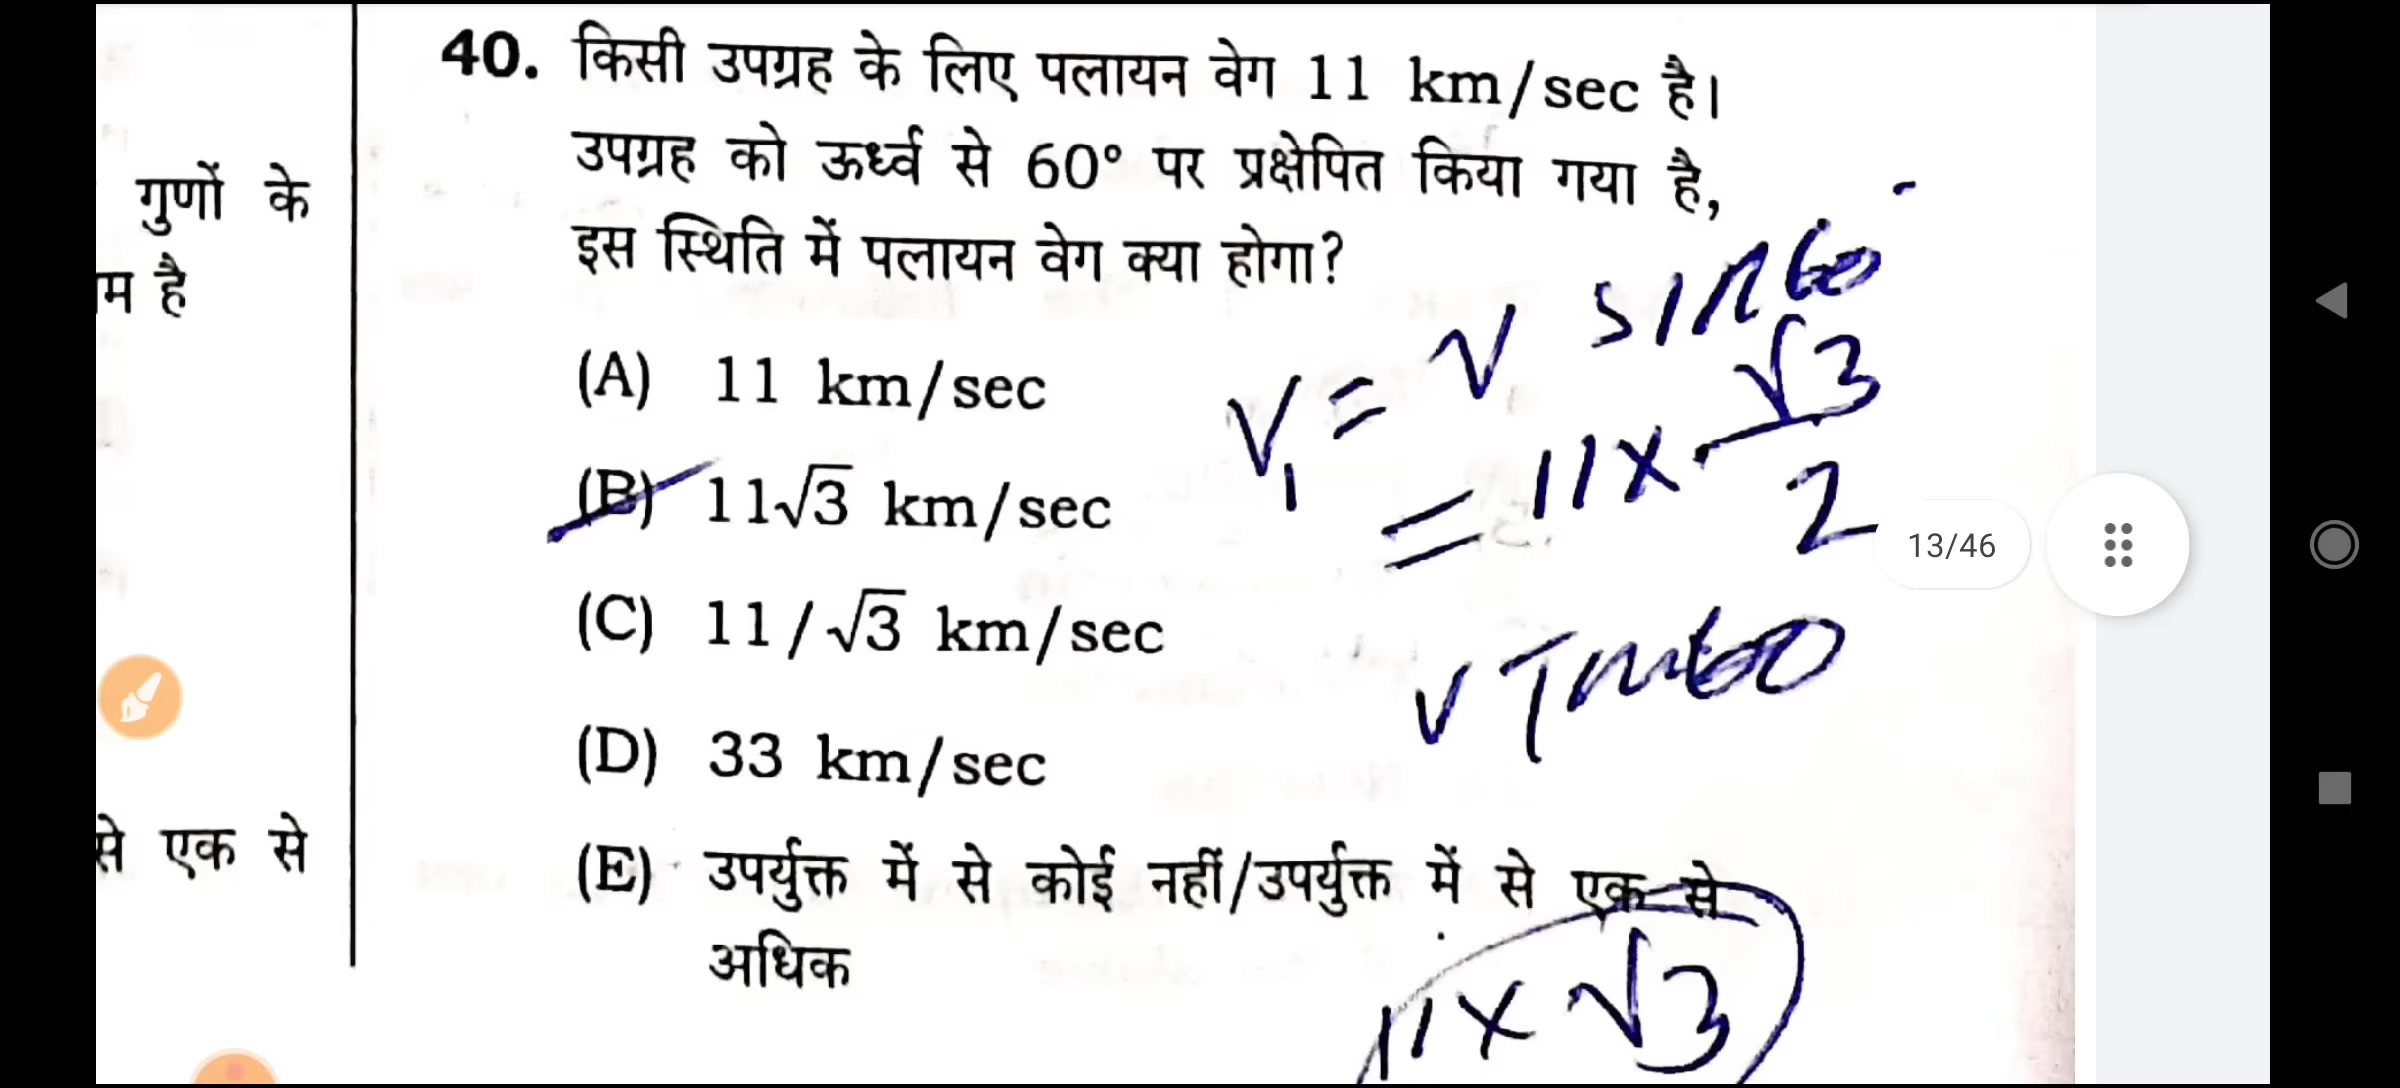 गुणों के
म है
से एक से
40. किसी उपग्रह के लिए पलायन वेग 11 km/sec है।
उपग्रह को ऊर्ध्व से 60° पर प्रक्षेपित किया गया है,
इस स्थिति में पलायन वेग क्या होगा?
(A) 11 km/sec
(B) 11√3 km/sec
(C) 11/√3 km/sec
(D) 33 km/sec
(E) उपर्युक्त में से कोई नहीं/उपर्युक्त में से एक से
अधिक
V₁ = V sin60
= 11 × √3/2
V Tan60
11 × √3
13/46